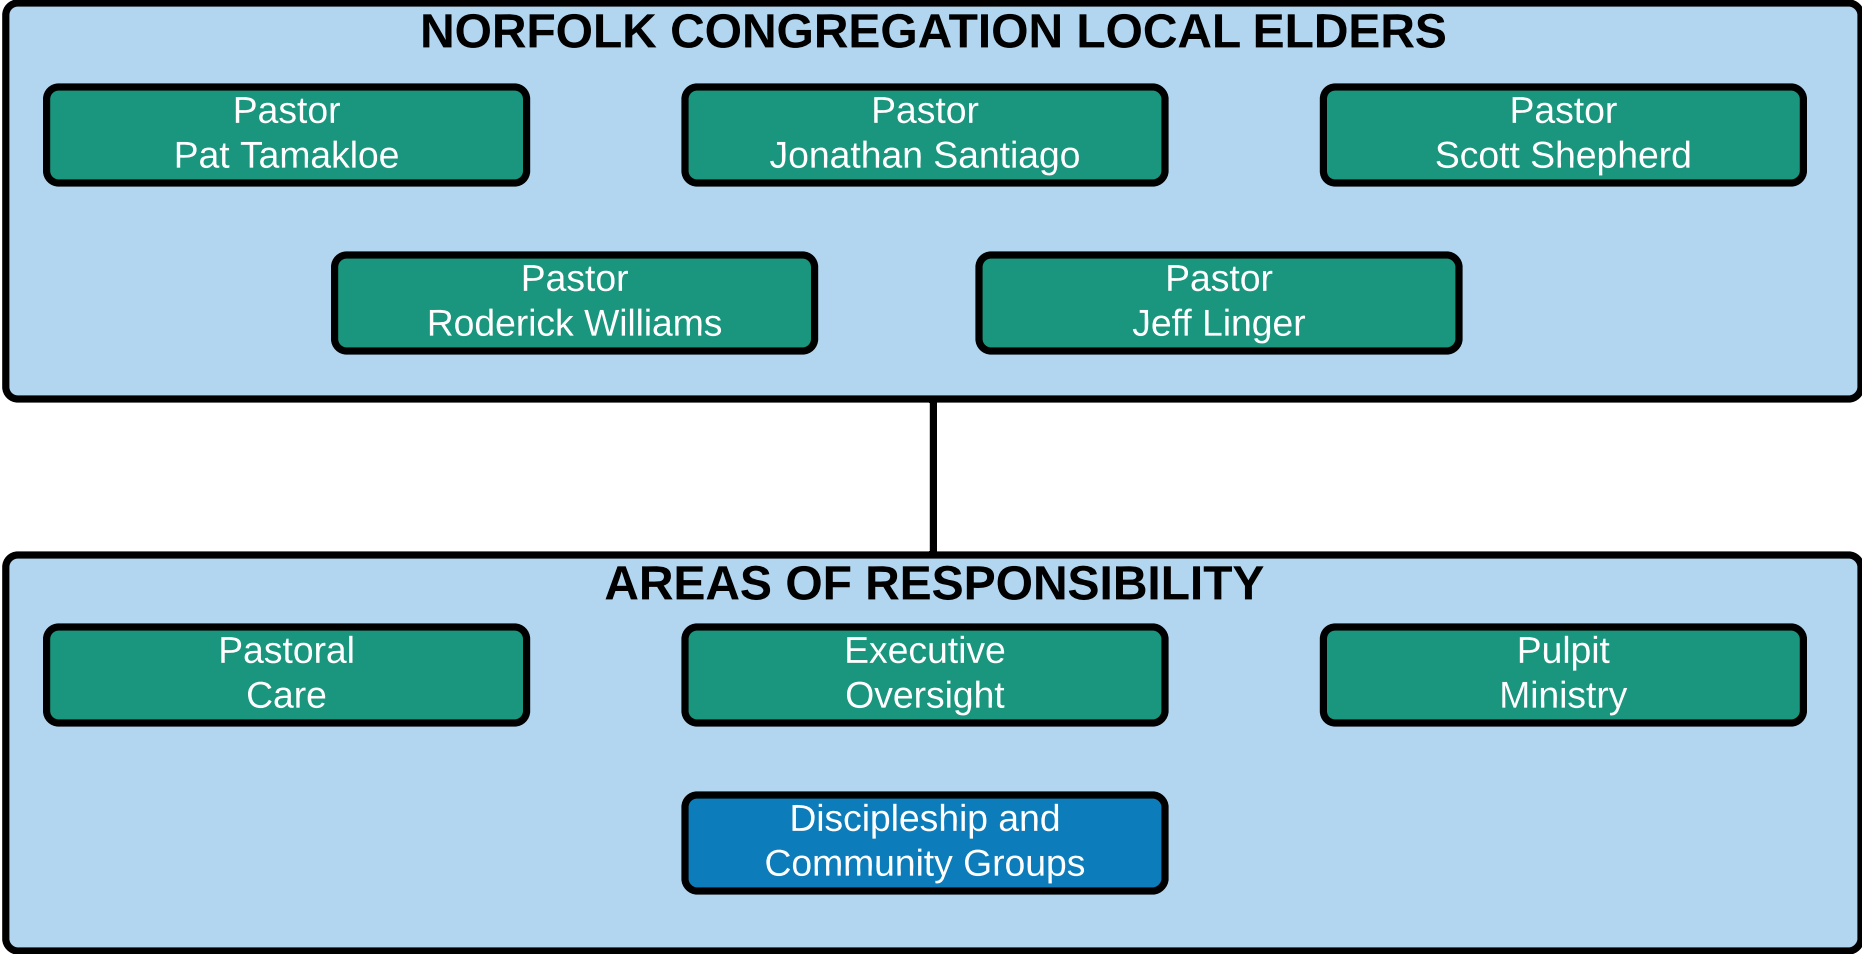 NORFOLK CONGREGATION LOCAL ELDERS
Pastor
Pat Tamakloe
Pastor
Jonathan Santiago
Pastor
Scott Shepherd
Pastor
Roderick Williams
Pastor
Jeff Linger
AREAS OF RESPONSIBILITY
Pastoral
Care
Executive
Oversight
Pulpit
Ministry
Discipleship and
Community Groups